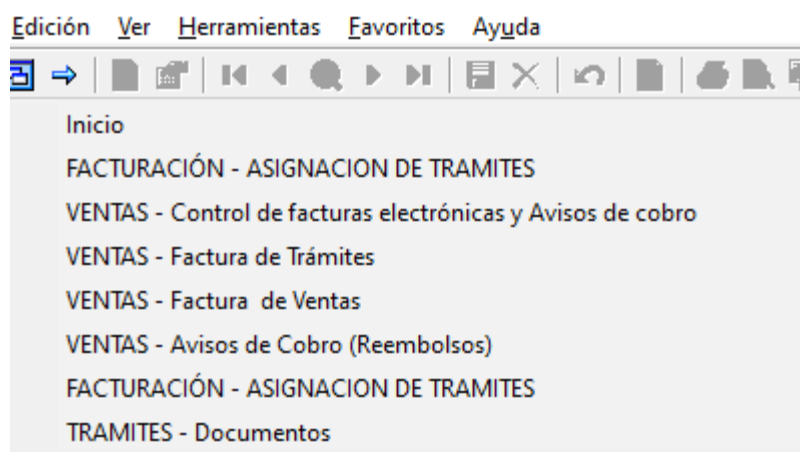 Edición Ver Herramientas Favoritos Ayuda
Inicio
FACTURACIÓN - ASIGNACION DE TRAMITES
VENTAS - Control de facturas electrónicas y Avisos de cobro
VENTAS - Factura de Trámites
VENTAS - Factura  de Ventas
VENTAS - Avisos de Cobro (Reembolsos)
FACTURACIÓN - ASIGNACION DE TRAMITES
TRAMITES - Documentos